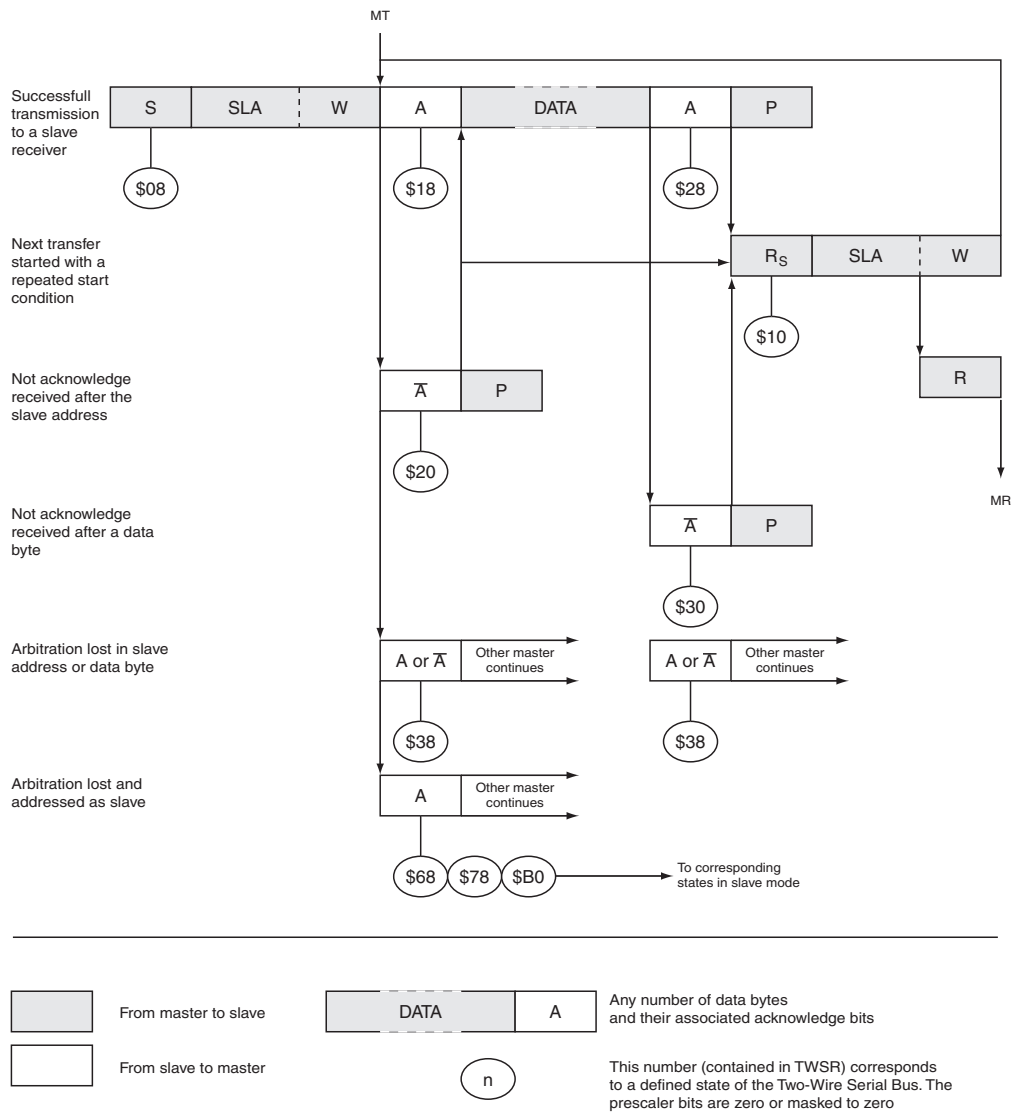 MT
Successfull
transmission
to a slave
receiver
S SLA W A DATA A P
$08 $18 $28
Next transfer
started with a
repeated start
condition
RS SLA W
$10
Not acknowledge
received after the
slave address
A̅ P
R
$20
MR
Not acknowledge
received after a data
byte
A̅ P
$30
Arbitration lost in slave
address or data byte
A or A̅
Other master
continues
A or A̅
Other master
continues
$38 $38
Arbitration lost and
addressed as slave
A
Other master
continues
$68 $78 $B0
To corresponding
states in slave mode
From master to slave
DATA A
Any number of data bytes
and their associated acknowledge bits
From slave to master
n
This number (contained in TWSR) corresponds
to a defined state of the Two-Wire Serial Bus. The
prescaler bits are zero or masked to zero